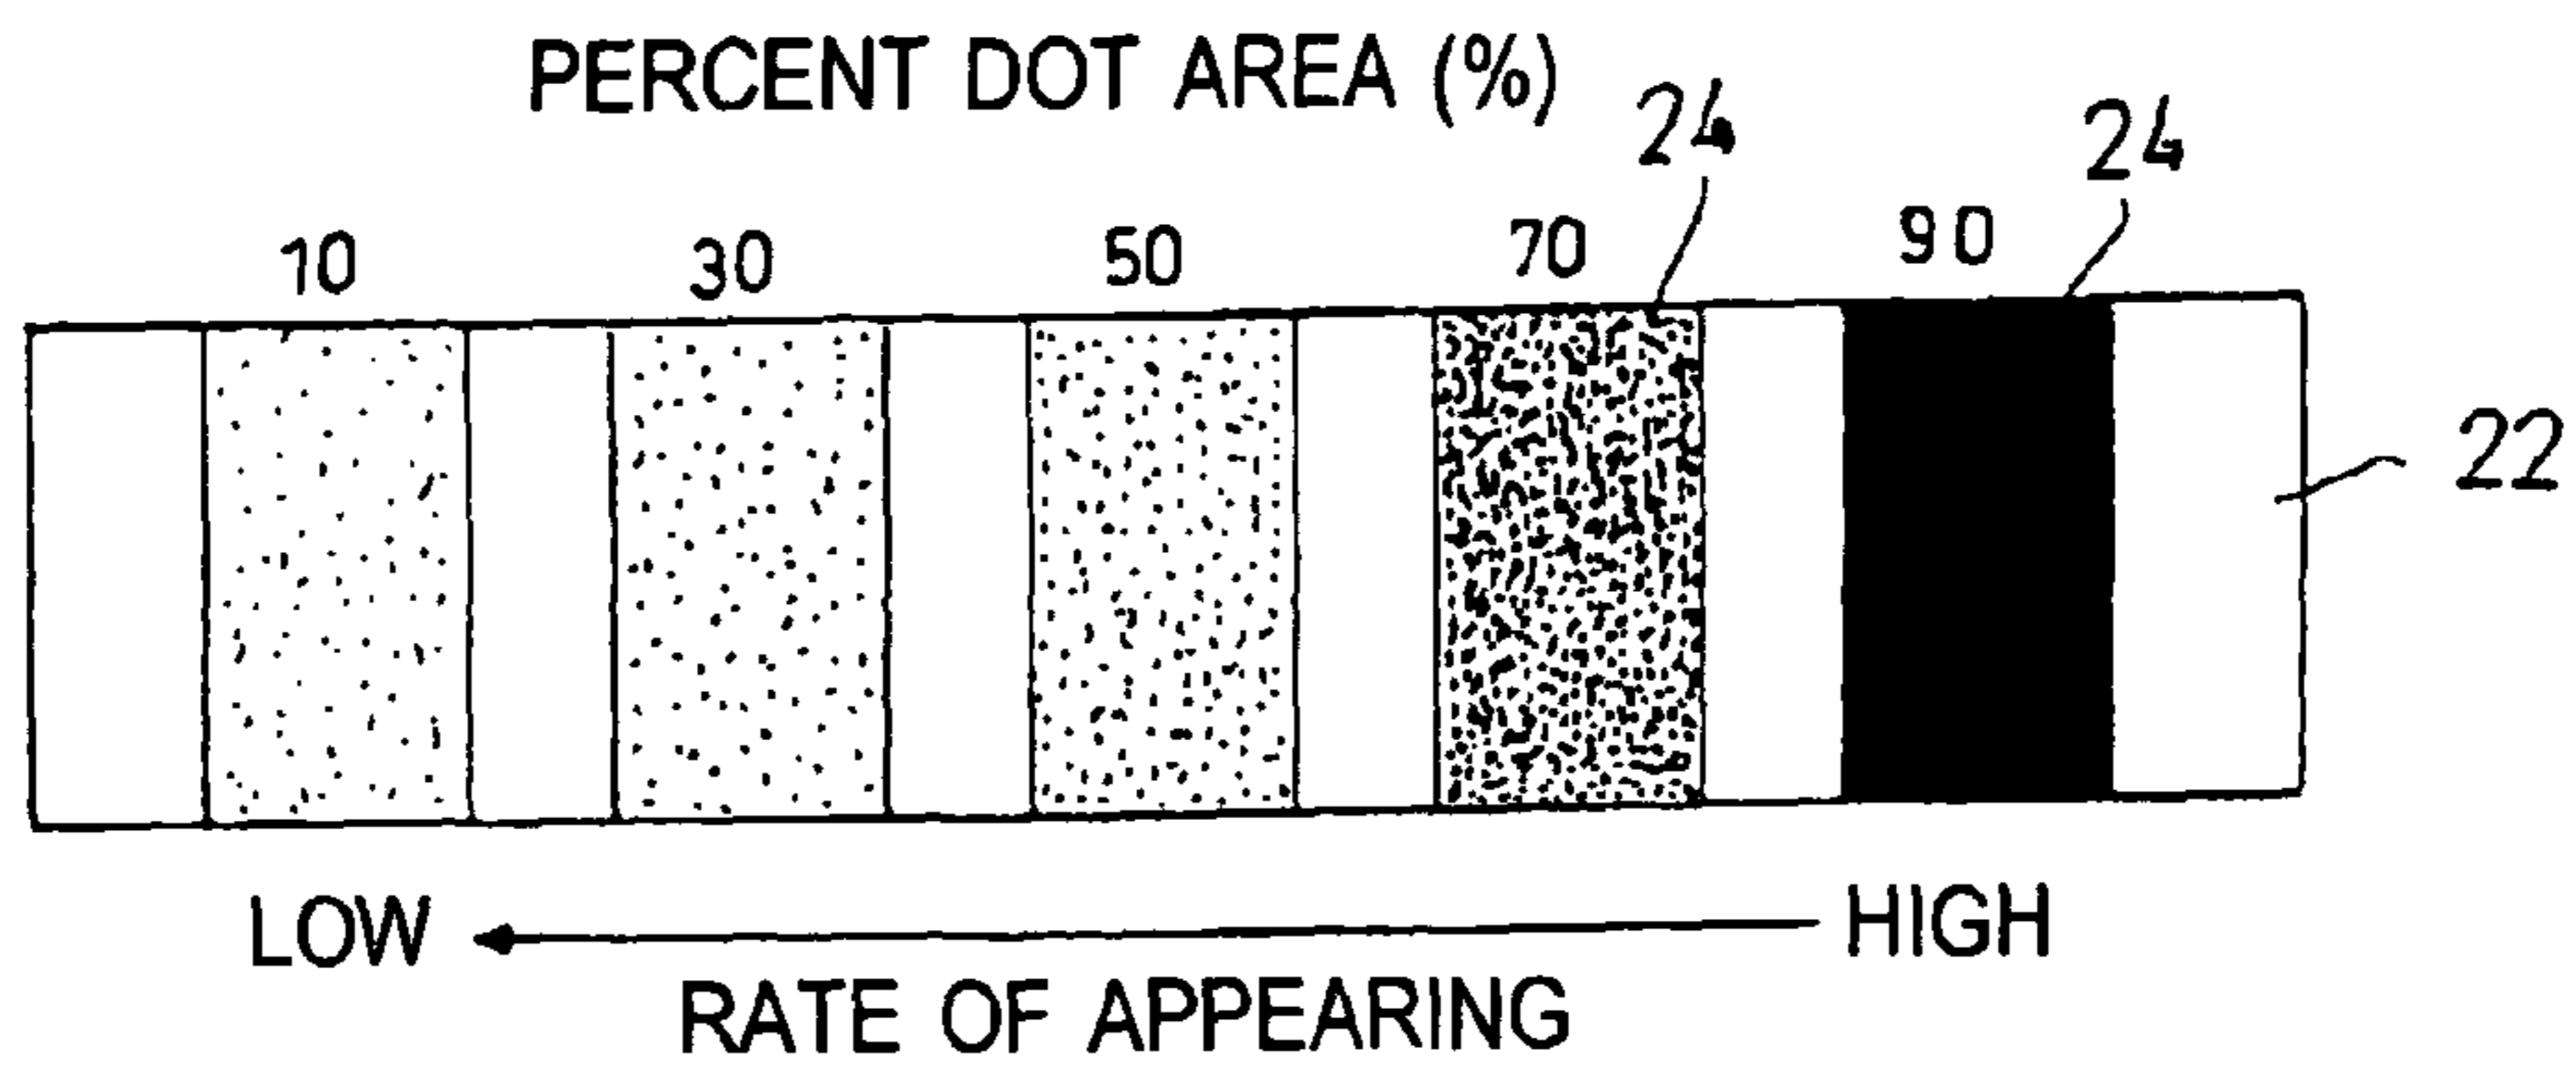 PERCENT DOT AREA (%)
24 24
10 30 50 70 90
22
LOW HIGH
RATE OF APPEARING